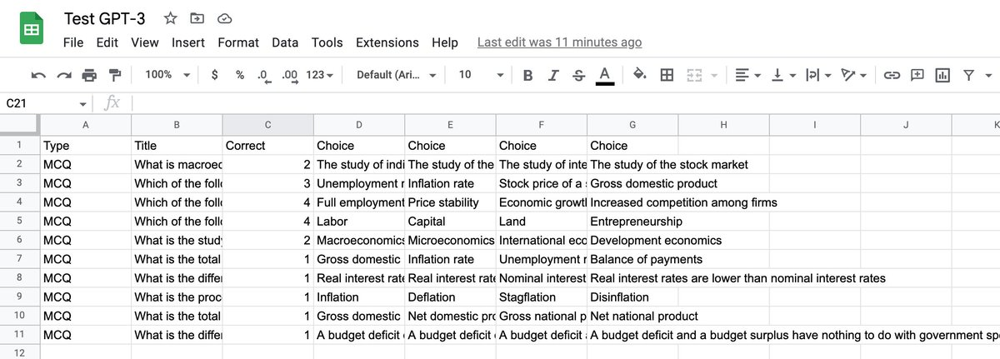 Test GPT-3
File Edit View Insert Format Data Tools Extensions Help Last edit was 11 minutes ago
100% $ % .0 .00 123 Default (Ari... 10 B I S A
C21 fx
A B C D E F G H I J K
1 Type Title Correct Choice Choice Choice Choice
2 MCQ What is macroec 2 The study of indi The study of the The study of inte The study of the stock market
3 MCQ Which of the follo 3 Unemployment r Inflation rate Stock price of a Gross domestic product
4 MCQ Which of the follo 4 Full employment Price stability Economic growtl Increased competition among firms
5 MCQ Which of the follo 4 Labor Capital Land Entrepreneurship
6 MCQ What is the study 2 Macroeconomics Microeconomics International eco Development economics
7 MCQ What is the total 1 Gross domestic Inflation rate Unemployment r Balance of payments
8 MCQ What is the differ 1 Real interest rate Real interest rate Nominal interest Real interest rates are lower than nominal interest rates
9 MCQ What is the proc 1 Inflation Deflation Stagflation Disinflation
10 MCQ What is the total 1 Gross domestic Net domestic pro Gross national p Net national product
11 MCQ What is the differ 1 A budget deficit A budget deficit A budget deficit A budget deficit and a budget surplus have nothing to do with government sp
12